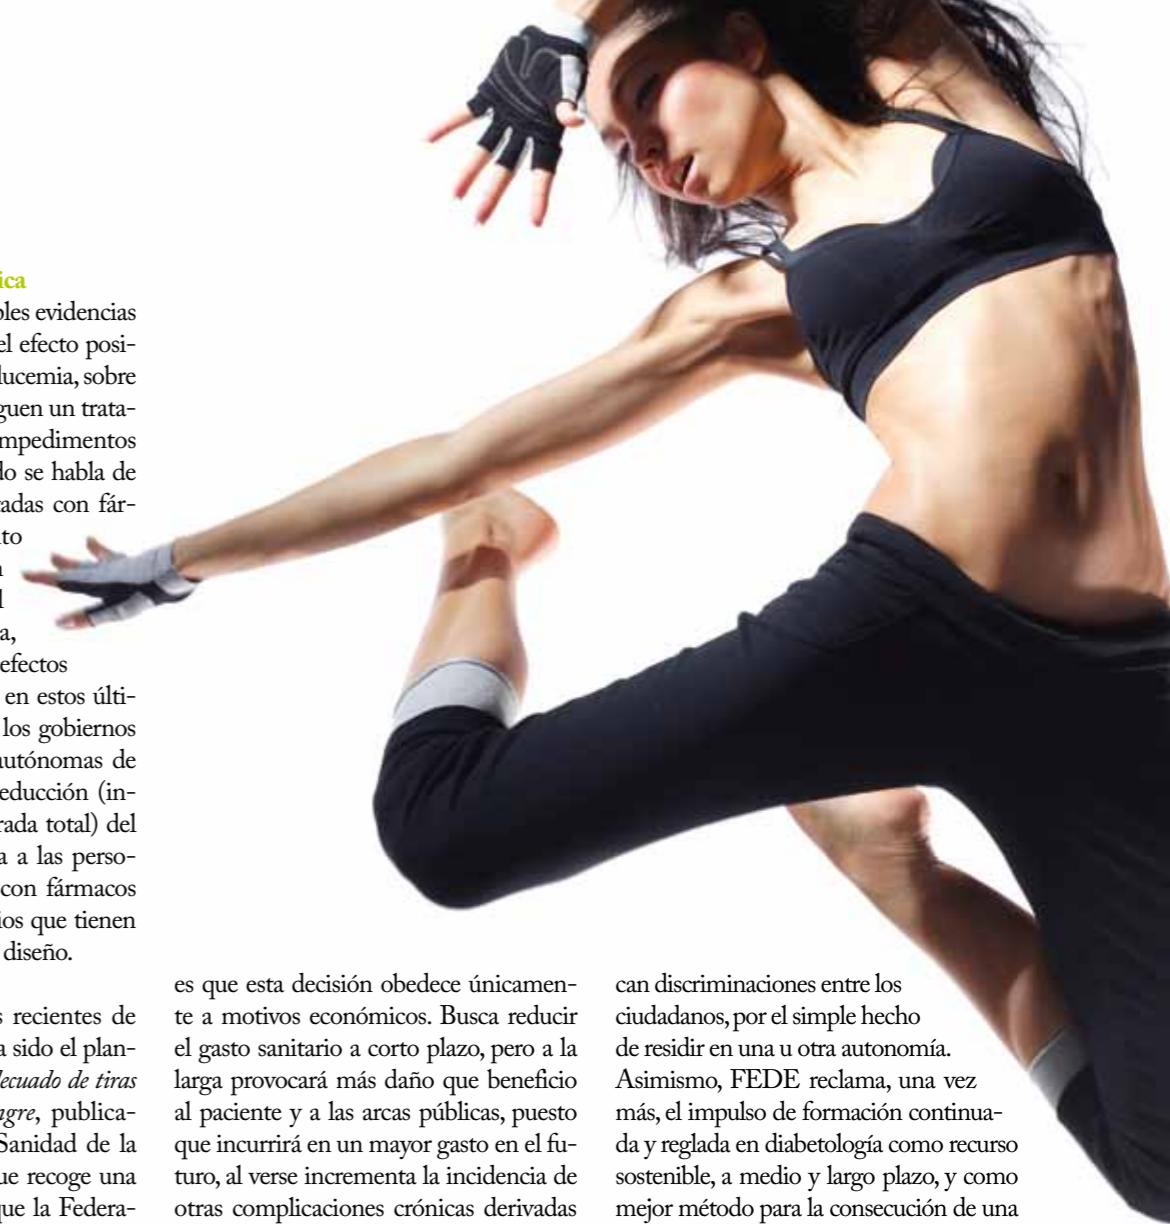 ica
ples evidencias
el efecto posi-
lucemia, sobre
guen un trata-
mpedimentos
do se habla de
adas con fár-
to
n
l
a,
efectos
en estos últi-
los gobiernos
autónomas de
educción (in-
rada total) del
a a las perso-
con fármacos
ios que tienen
diseño.
s recientes de
a sido el plan-
decuado de tiras
ngre, publica-
Sanidad de la
ue recoge una
que la Federa-
es que esta decisión obedece únicamen-
te a motivos económicos. Busca reducir
el gasto sanitario a corto plazo, pero a la
larga provocará más daño que beneficio
al paciente y a las arcas públicas, puesto
que incurrirá en un mayor gasto en el fu-
turo, al verse incrementa la incidencia de
otras complicaciones crónicas derivadas
can discriminaciones entre los
ciudadanos, por el simple hecho
de residir en una u otra autonomía.
Asimismo, FEDE reclama, una vez
más, el impulso de formación continua-
da y reglada en diabetología como recurso
sostenible, a medio y largo plazo, y como
mejor método para la consecución de una